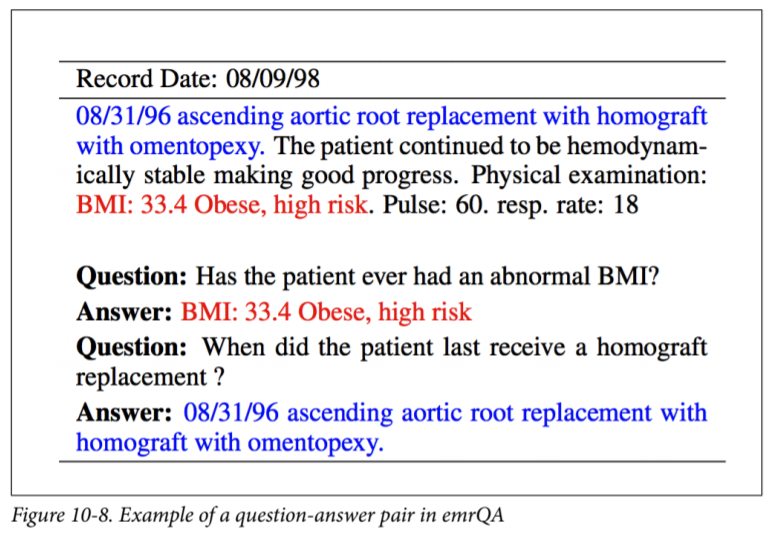 Record Date: 08/09/98
08/31/96 ascending aortic root replacement with homograft
with omentopexy. The patient continued to be hemodynam-
ically stable making good progress. Physical examination:
BMI: 33.4 Obese, high risk. Pulse: 60. resp. rate: 18
Question: Has the patient ever had an abnormal BMI?
Answer: BMI: 33.4 Obese, high risk
Question: When did the patient last receive a homograft
replacement ?
Answer: 08/31/96 ascending aortic root replacement with
homograft with omentopexy.
Figure 10-8. Example of a question-answer pair in emrQA